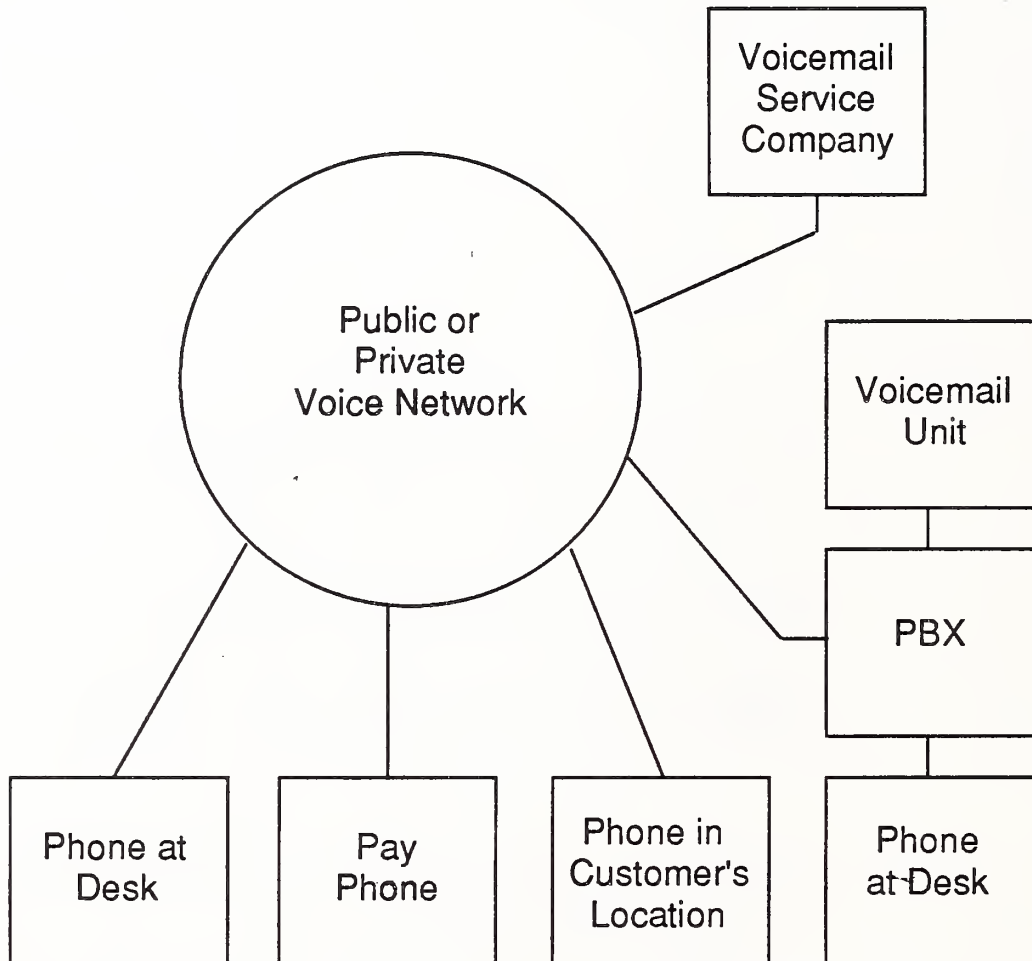 Voicemail
Service
Company
Public or
Private
Voice Network
Voicemail
Unit
PBX
Phone at
Desk
Pay
Phone
Phone in
Customer's
Location
Phone
at Desk